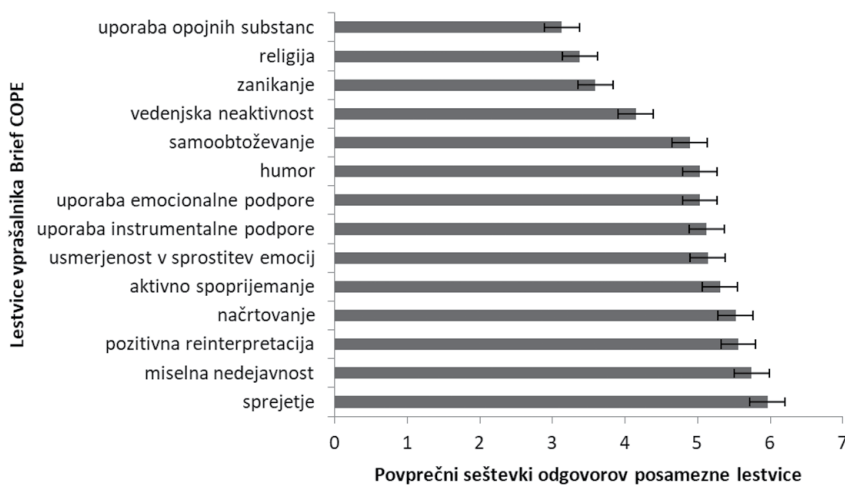 Lestvice vprašalnika Brief COPE
uporaba opojnih substanc
religija
zanikanje
vedenjska neaktivnost
samoobtoževanje
humor
uporaba emocionalne podpore
uporaba instrumentalne podpore
usmerjenost v sprostitev emocij
aktivno spoprijemanje
načrtovanje
pozitivna reinterpretacija
miselna nedejavnost
sprejetje
0 1 2 3 4 5 6 7
Povprečni seštevki odgovorov posamezne lestvice